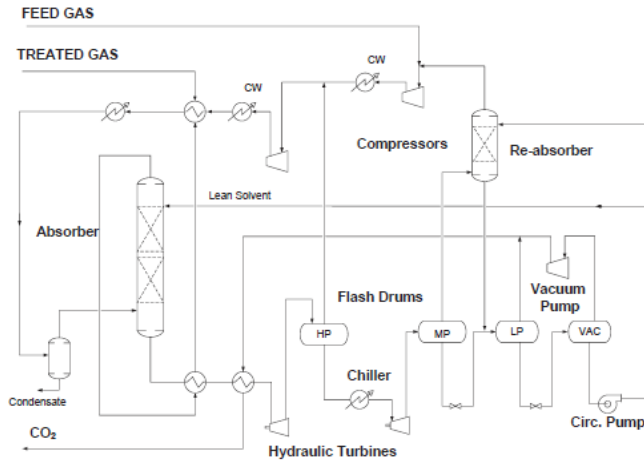 FEED GAS
TREATED GAS
CW
CW
Compressors
Re-absorber
Lean Solvent
Absorber
Vacuum
Pump
Flash Drums
HP
MP
LP
VAC
Chiller
Condensate
Circ. Pump
CO₂
Hydraulic Turbines